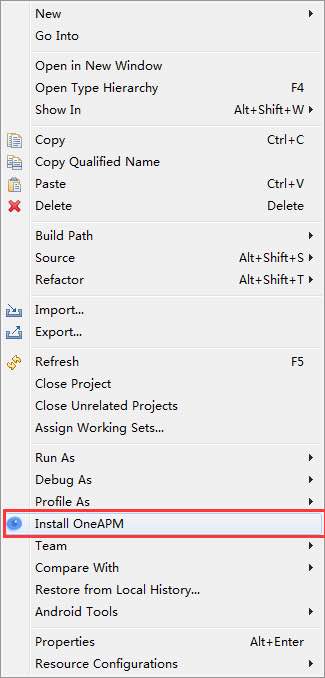 New
Go Into
Open in New Window
Open Type Hierarchy F4
Show In Alt+Shift+W
Copy Ctrl+C
Copy Qualified Name
Paste Ctrl+V
Delete Delete
Build Path
Source Alt+Shift+S
Refactor Alt+Shift+T
Import...
Export...
Refresh F5
Close Project
Close Unrelated Projects
Assign Working Sets...
Run As
Debug As
Profile As
Install OneAPM
Team
Compare With
Restore from Local History...
Android Tools
Properties Alt+Enter
Resource Configurations